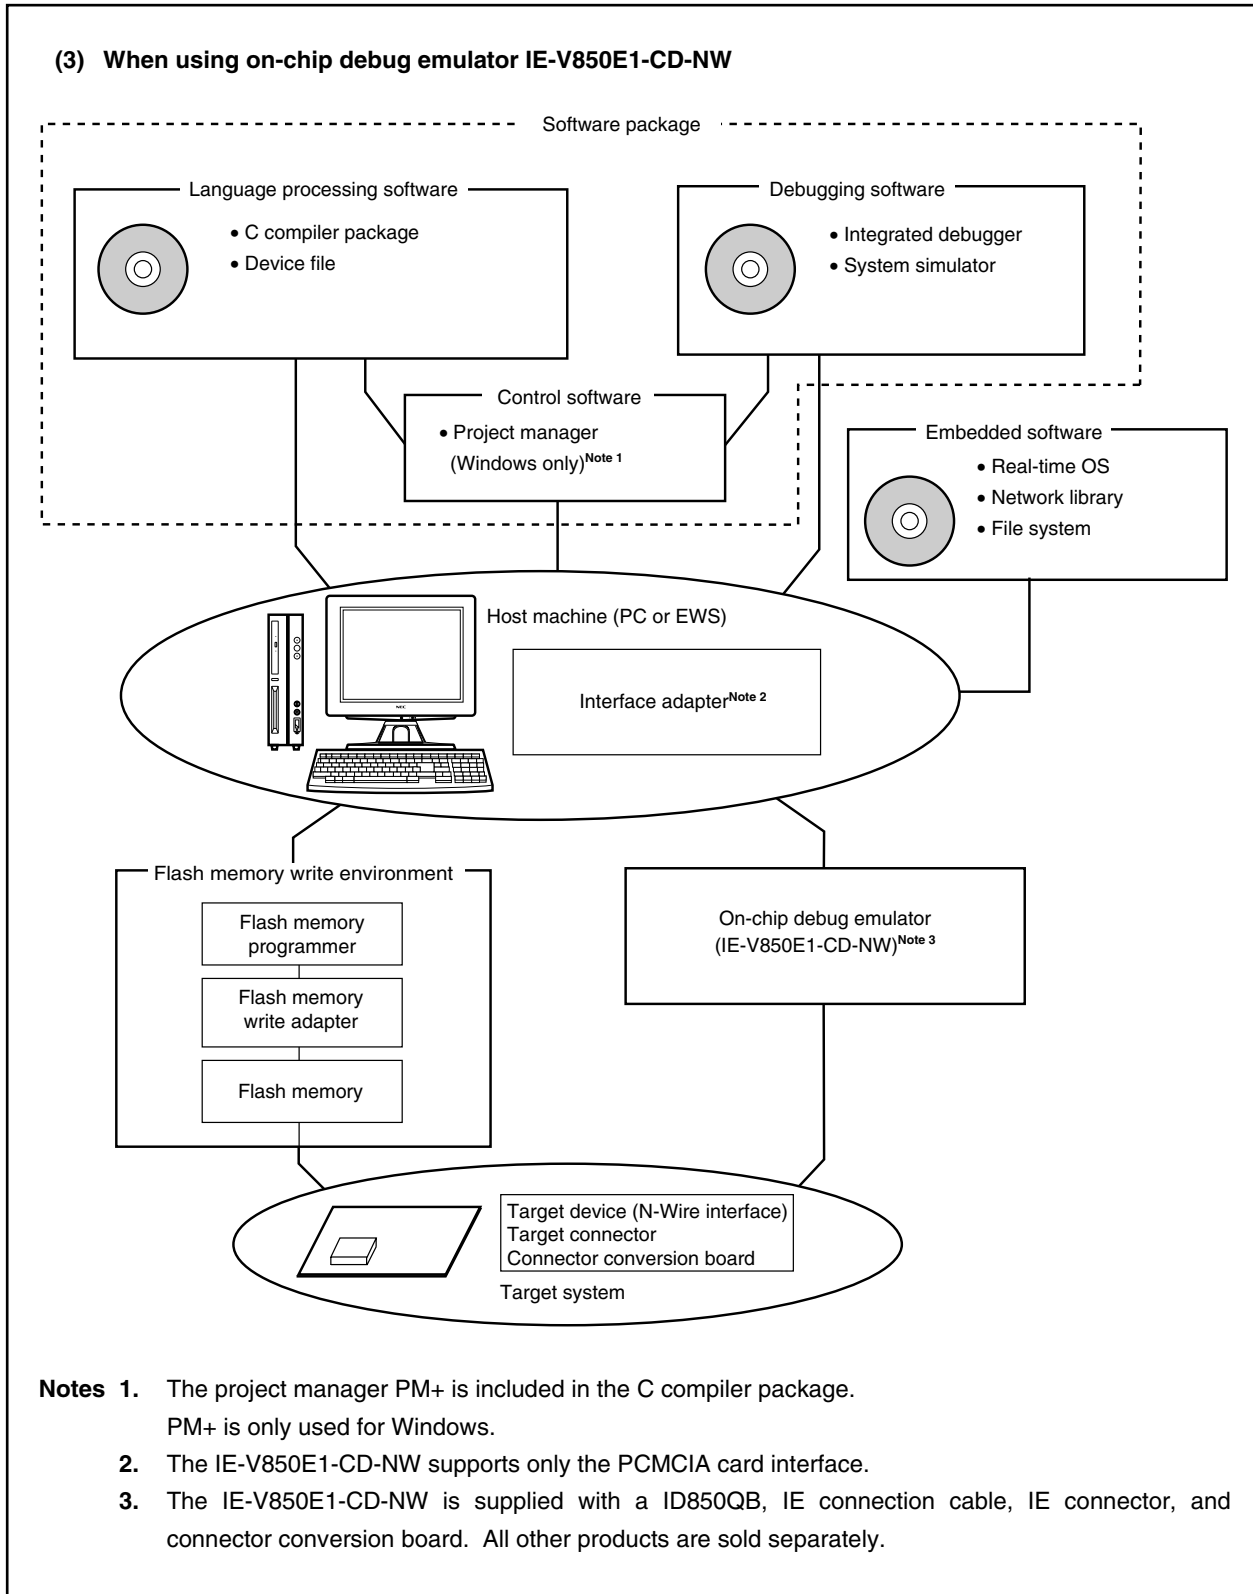 (3) When using on-chip debug emulator IE-V850E1-CD-NW
Software package
Language processing software
• C compiler package
• Device file
Debugging software
• Integrated debugger
• System simulator
Control software
• Project manager
(Windows only)Note 1
Embedded software
• Real-time OS
• Network library
• File system
Host machine (PC or EWS)
Interface adapterNote 2
NEC
Flash memory write environment
Flash memory
programmer
Flash memory
write adapter
Flash memory
On-chip debug emulator
(IE-V850E1-CD-NW)Note 3
Target device (N-Wire interface)
Target connector
Connector conversion board
Target system
Notes 1. The project manager PM+ is included in the C compiler package.
PM+ is only used for Windows.
2. The IE-V850E1-CD-NW supports only the PCMCIA card interface.
3. The IE-V850E1-CD-NW is supplied with a ID850QB, IE connection cable, IE connector, and
connector conversion board. All other products are sold separately.